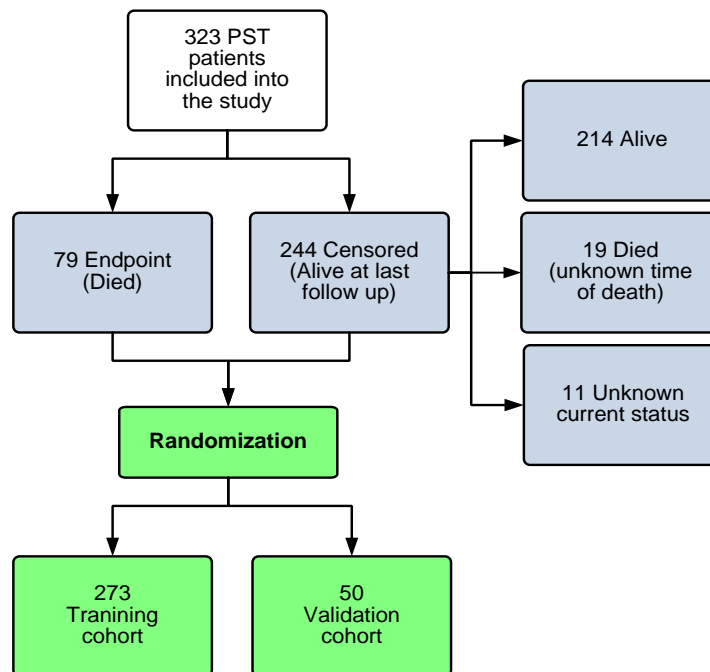 323 PST
patients
included into
the study
214 Alive
79 Endpoint
(Died)
244 Censored
(Alive at last
follow up)
19 Died
(unknown time
of death)
11 Unknown
current status
Randomization
273
Tranining
cohort
50
Validation
cohort